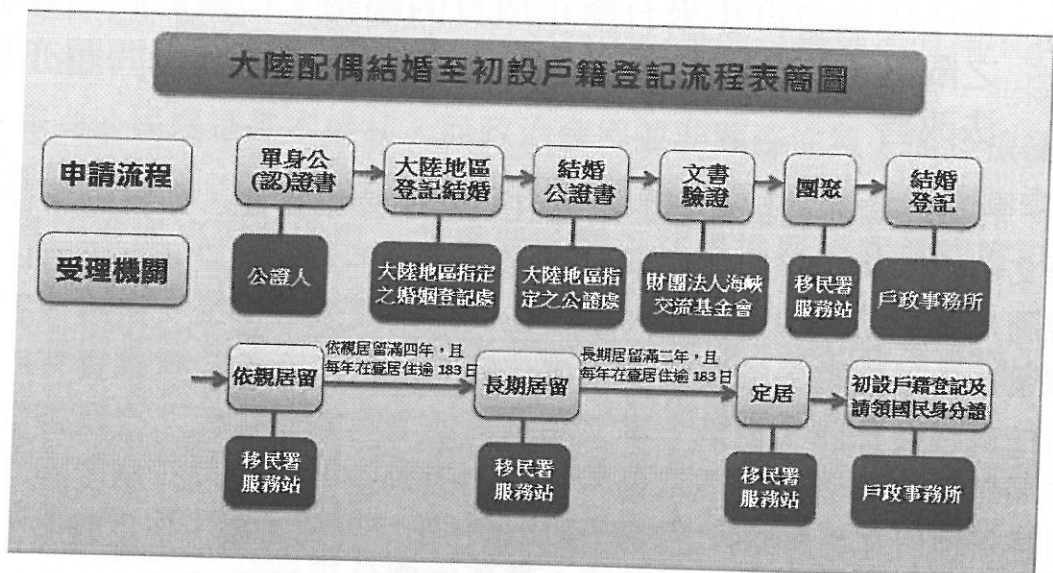 大陸配偶結婚至初設戶籍登記流程表簡圖
申請流程
單身公
(認)證書
大陸地區
登記結婚
結婚
公證書
文書
驗證
團聚
結婚
登記
受理機關
公證人
大陸地區指定
之婚姻登記處
大陸地區指
定之公證處
財團法人海峽
交流基金會
移民署
服務站
戶政事務所
依親居留
依親居留滿四年，且
每年在臺居住逾 183 日
長期居留
長期居留滿二年，且
每年在臺居住逾 183 日
定居
初設戶籍登記及
請領國民身分證
移民署
服務站
移民署
服務站
移民署
服務站
戶政事務所